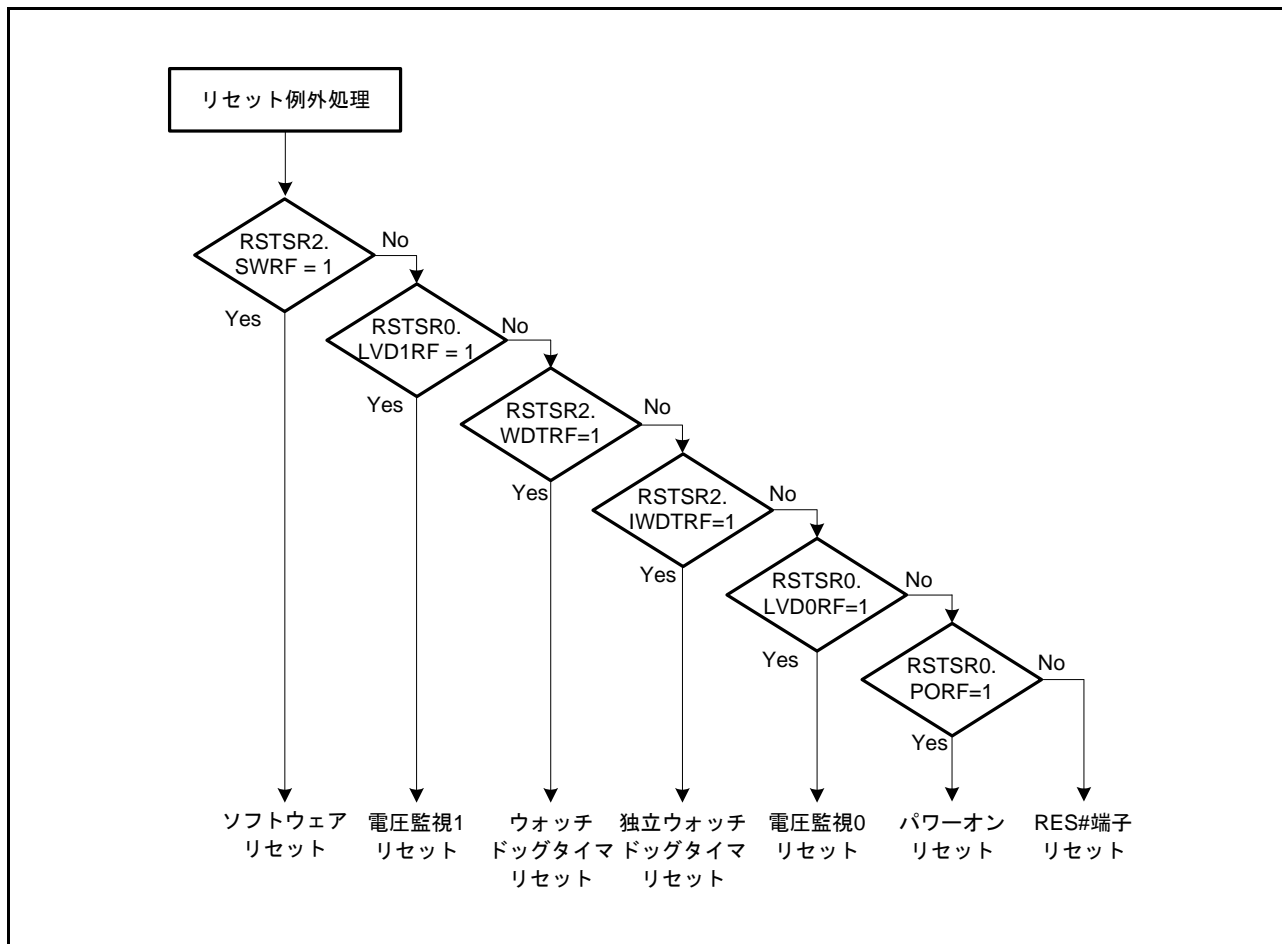 リセット例外処理
RSTSR2.
SWRF = 1
No
Yes
RSTSR0.
LVD1RF = 1
No
Yes
RSTSR2.
WDTRF=1
No
Yes
RSTSR2.
IWDTRF=1
No
Yes
RSTSR0.
LVD0RF=1
No
Yes
RSTSR0.
PORF=1
No
Yes
ソフトウェア
リセット
電圧監視1
リセット
ウォッチ
ドッグタイマ
リセット
独立ウォッチ
ドッグタイマ
リセット
電圧監視0
リセット
パワーオン
リセット
RES#端子
リセット